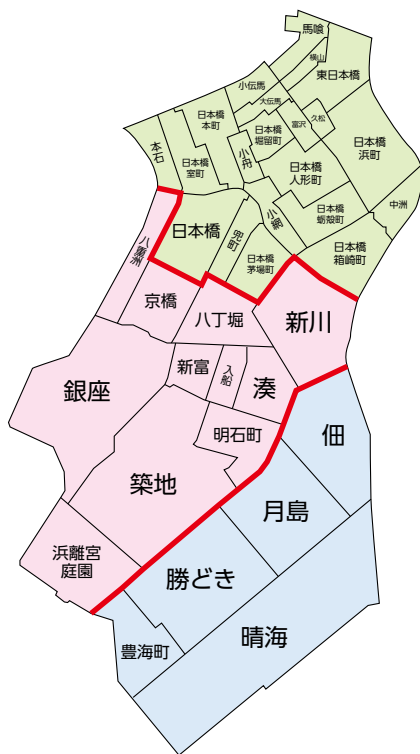 馬喰
横山
東日本橋
小伝馬
大伝馬
日本橋
本町
日本橋
堀留町
富沢
久松
日本橋
浜町
本石
日本橋
室町
小舟
日本橋
人形町
中洲
小網
日本橋
蛎殻町
日本橋
兜町
日本橋
茅場町
日本橋
箱崎町
八重洲
京橋
八丁堀
新川
銀座
新富
入船
湊
明石町
佃
築地
月島
浜離宮
庭園
勝どき
晴海
豊海町